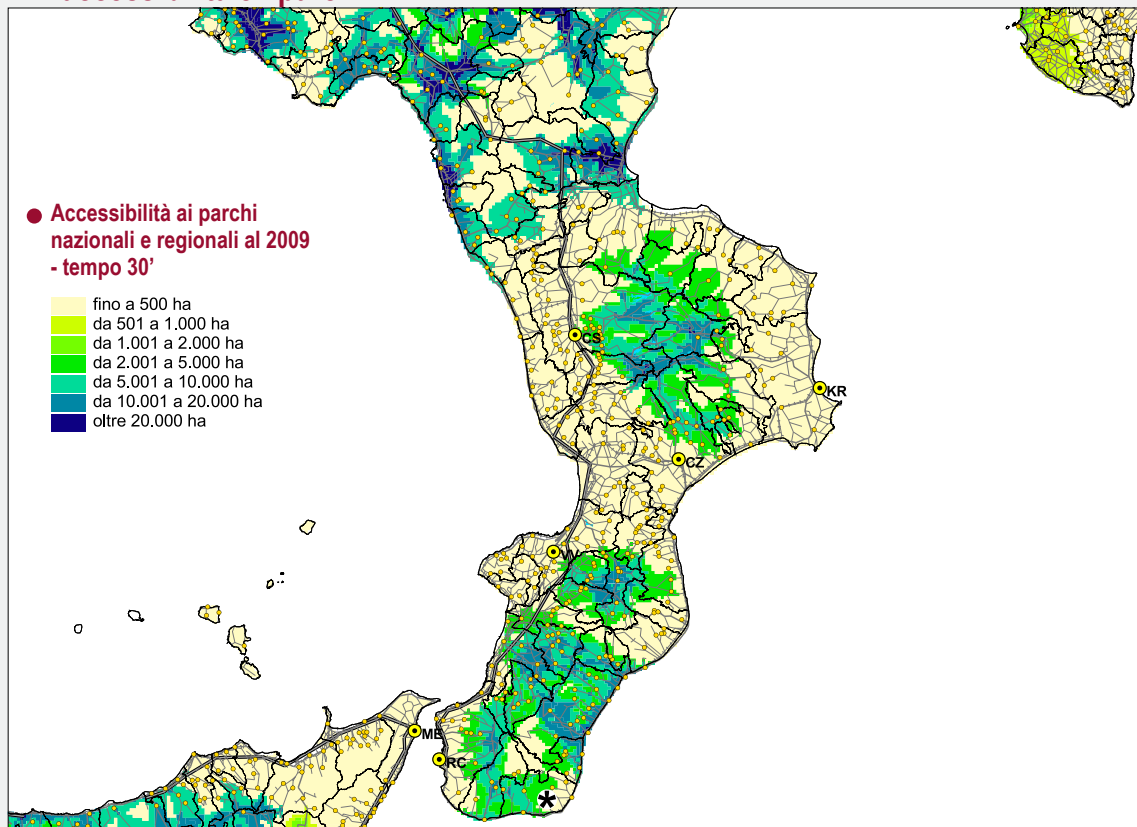 Accessibilità ai parchi
nazionali e regionali al 2009
- tempo 30’
fino a 500 ha
da 501 a 1.000 ha
da 1.001 a 2.000 ha
da 2.001 a 5.000 ha
da 5.001 a 10.000 ha
da 10.001 a 20.000 ha
oltre 20.000 ha
CS
KR
CZ
VV
ME
RC
*